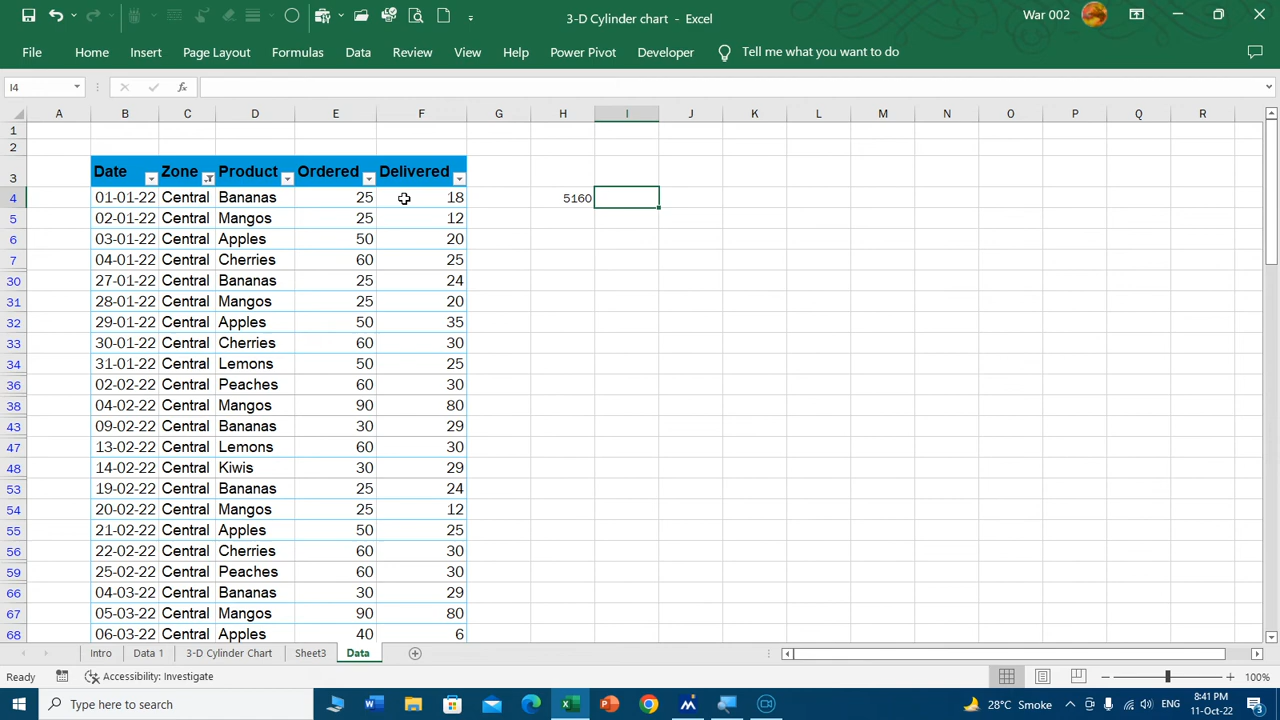 3-D Cylinder chart - Excel
War 002
File Home Insert Page Layout Formulas Data Review View Help Power Pivot Developer Tell me what you want to do
I4
fx
A B C D E F G H I J K L M N O P Q R
1
2
3 Date Zone Product Ordered Delivered
4 01-01-22 Central Bananas 25 18 5160
5 02-01-22 Central Mangos 25 12
6 03-01-22 Central Apples 50 20
7 04-01-22 Central Cherries 60 25
30 27-01-22 Central Bananas 25 24
31 28-01-22 Central Mangos 25 20
32 29-01-22 Central Apples 50 35
33 30-01-22 Central Cherries 60 30
34 31-01-22 Central Lemons 50 25
36 02-02-22 Central Peaches 60 30
38 04-02-22 Central Mangos 90 80
43 09-02-22 Central Bananas 30 29
47 13-02-22 Central Lemons 60 30
48 14-02-22 Central Kiwis 30 29
53 19-02-22 Central Bananas 25 24
54 20-02-22 Central Mangos 25 12
55 21-02-22 Central Apples 50 25
56 22-02-22 Central Cherries 60 30
59 25-02-22 Central Peaches 60 30
66 04-03-22 Central Bananas 30 29
67 05-03-22 Central Mangos 90 80
68 06-03-22 Central Apples 40 6
Intro Data 1 3-D Cylinder Chart Sheet3 Data
Ready Accessibility: Investigate 100%
Type here to search
28°C Smoke ENG 8:41 PM
11-Oct-22
3